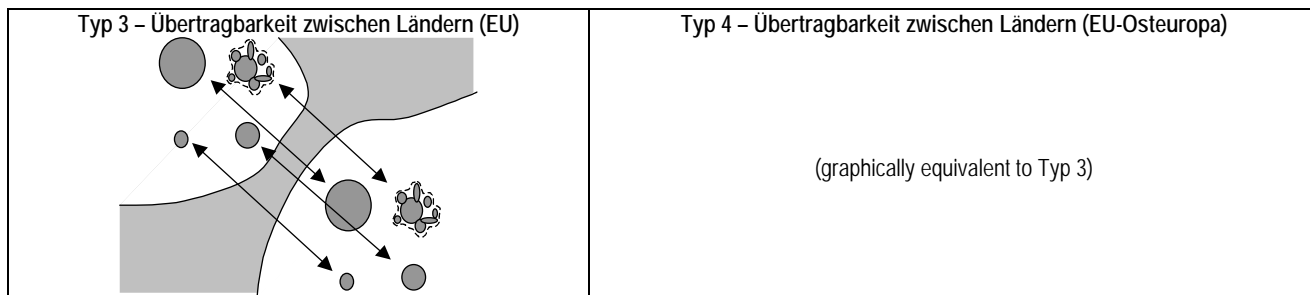 Typ 3 – Übertragbarkeit zwischen Ländern (EU)
Typ 4 – Übertragbarkeit zwischen Ländern (EU-Osteuropa)
(graphically equivalent to Typ 3)